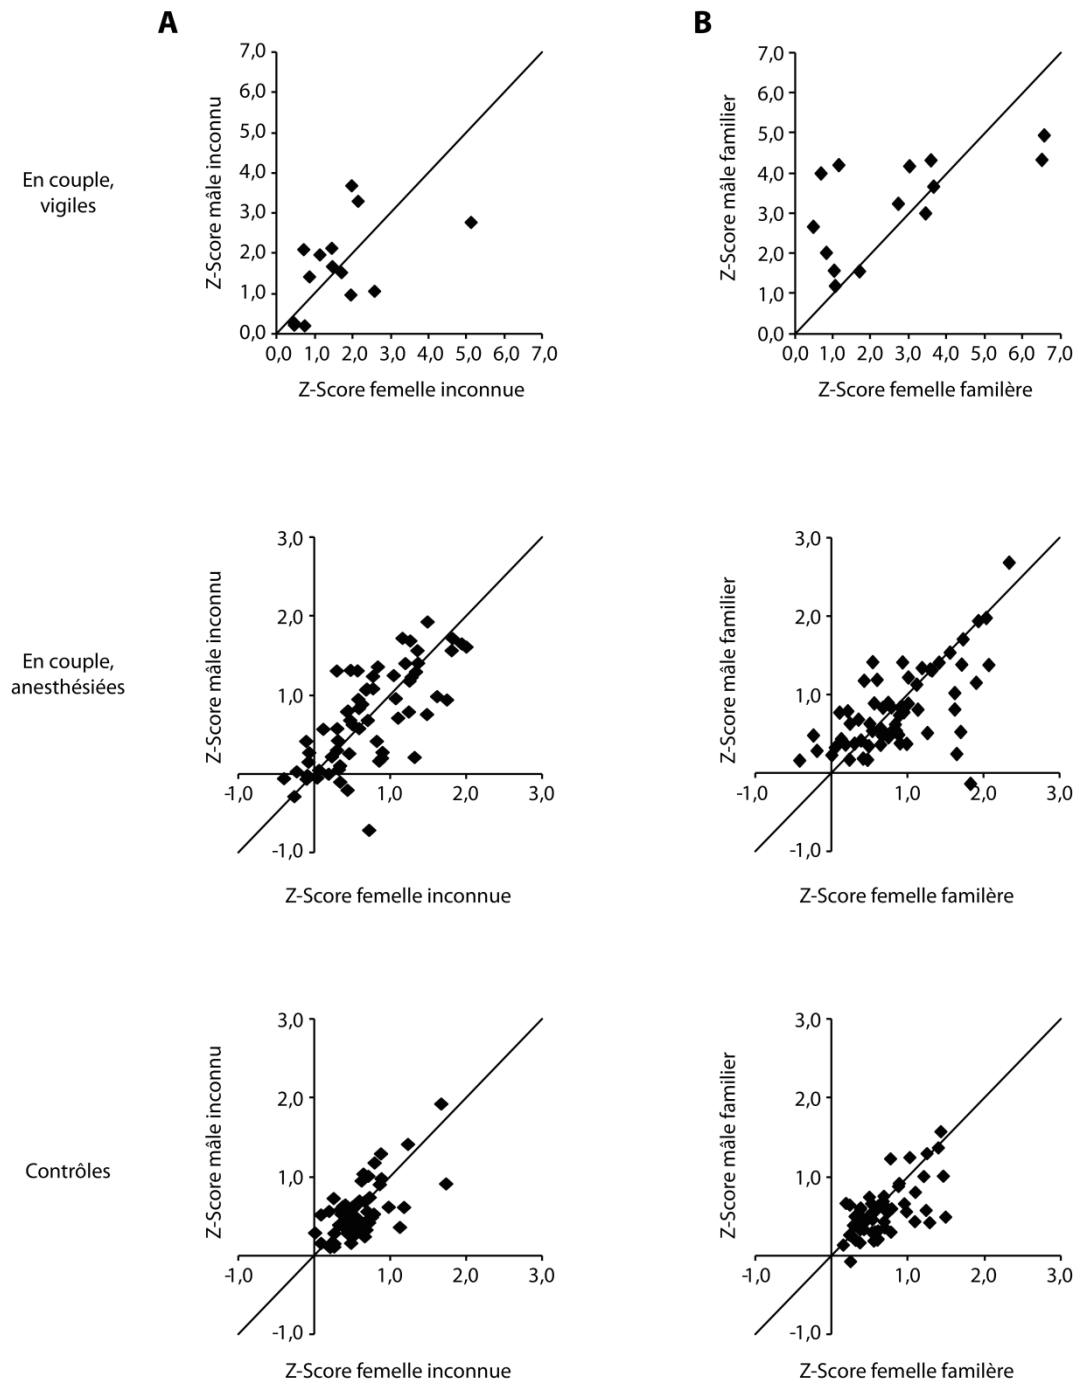 A
B
En couple,
vigiles
Z-Score mâle inconnu
7,0
6,0
5,0
4,0
3,0
2,0
1,0
0,0
0,0 1,0 2,0 3,0 4,0 5,0 6,0 7,0
Z-Score femelle inconnue
Z-Score mâle familier
7,0
6,0
5,0
4,0
3,0
2,0
1,0
0,0
0,0 1,0 2,0 3,0 4,0 5,0 6,0 7,0
Z-Score femelle familère
En couple,
anesthésiées
Z-Score mâle inconnu
3,0
2,0
1,0
-1,0
-1,0 1,0 2,0 3,0
Z-Score femelle inconnue
Z-Score mâle familier
3,0
2,0
1,0
-1,0
-1,0 1,0 2,0 3,0
Z-Score femelle familère
Contrôles
Z-Score mâle inconnu
3,0
2,0
1,0
-1,0
-1,0 1,0 2,0 3,0
Z-Score femelle inconnue
Z-Score mâle familier
3,0
2,0
1,0
-1,0
-1,0 1,0 2,0 3,0
Z-Score femelle familère